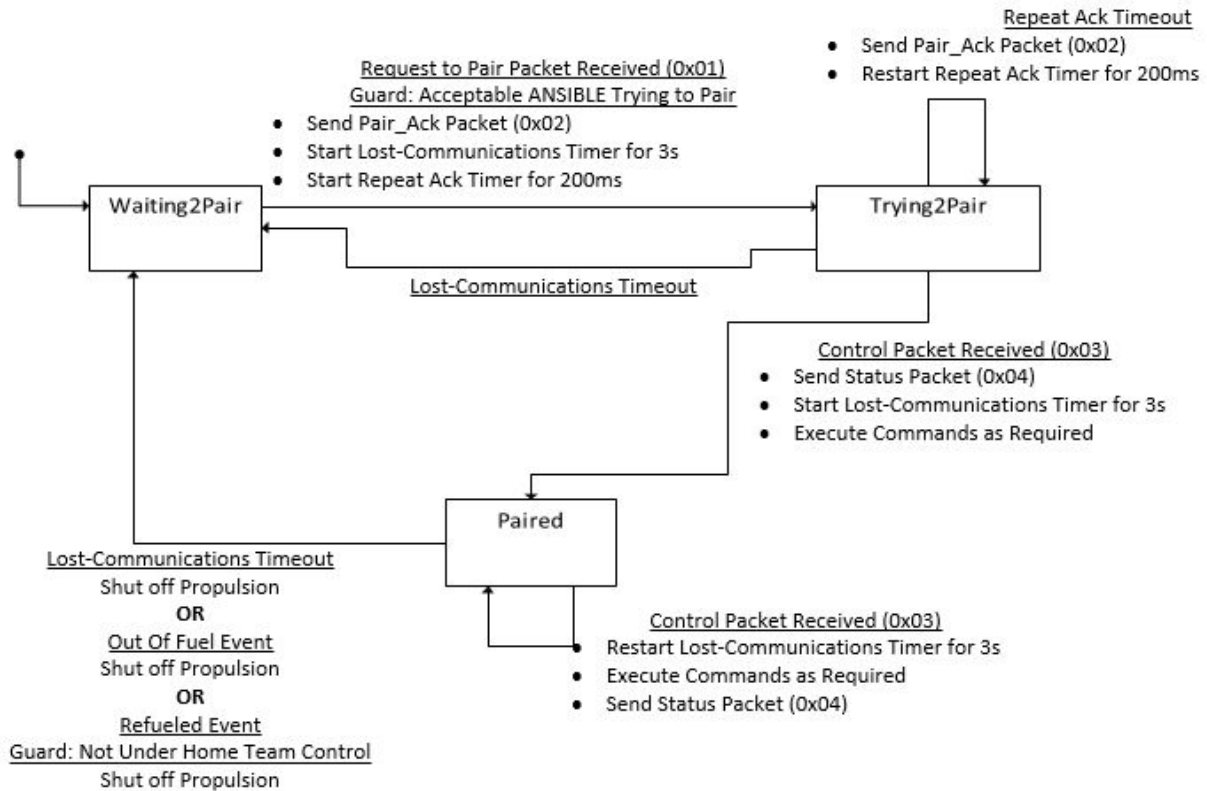 Repeat Ack Timeout
• Send Pair_Ack Packet (0x02)
• Restart Repeat Ack Timer for 200ms
Request to Pair Packet Received (0x01)
Guard: Acceptable ANSIBLE Trying to Pair
• Send Pair_Ack Packet (0x02)
• Start Lost-Communications Timer for 3s
• Start Repeat Ack Timer for 200ms
Waiting2Pair
Trying2Pair
Lost-Communications Timeout
Control Packet Received (0x03)
• Send Status Packet (0x04)
• Start Lost-Communications Timer for 3s
• Execute Commands as Required
Paired
Lost-Communications Timeout
Shut off Propulsion
OR
Out Of Fuel Event
Shut off Propulsion
OR
Refueled Event
Guard: Not Under Home Team Control
Shut off Propulsion
Control Packet Received (0x03)
• Restart Lost-Communications Timer for 3s
• Execute Commands as Required
• Send Status Packet (0x04)